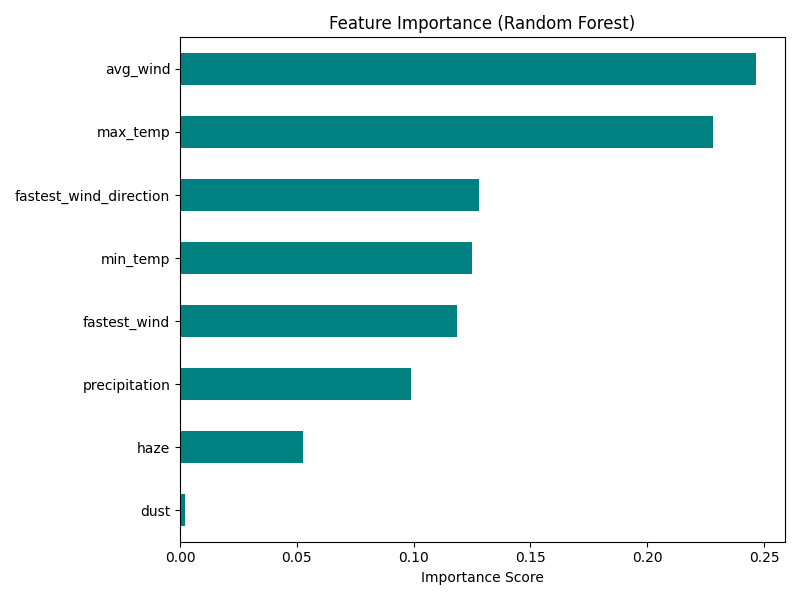 Feature Importance (Random Forest)
avg_wind
max_temp
fastest_wind_direction
min_temp
fastest_wind
precipitation
haze
dust
0.00 0.05 0.10 0.15 0.20 0.25
Importance Score